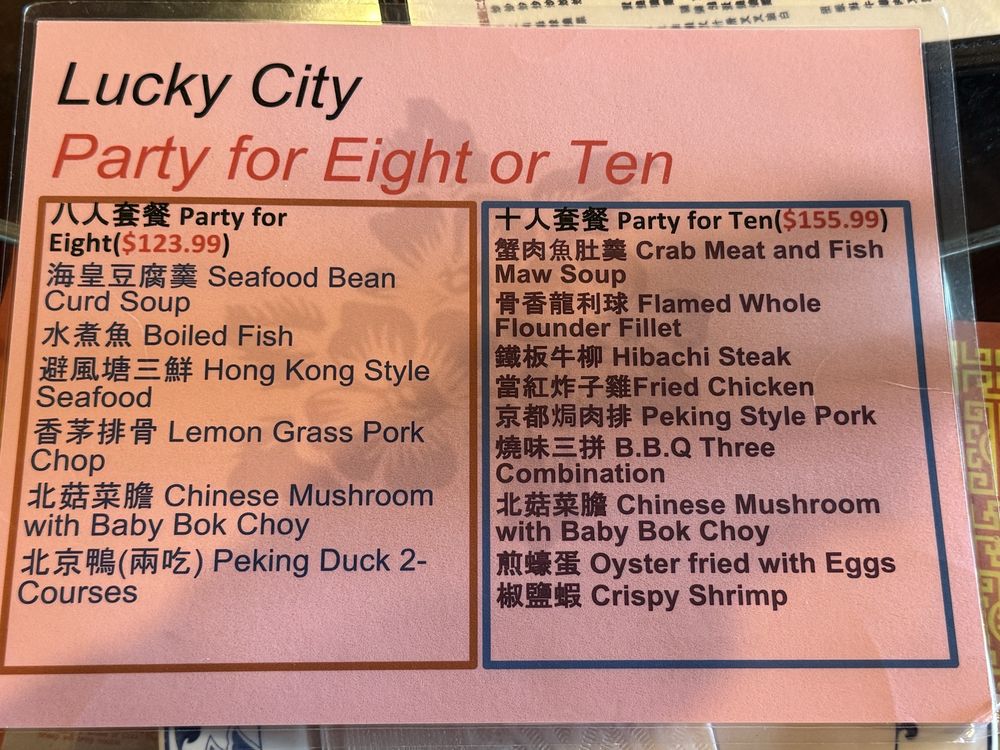 Lucky City
Party for Eight or Ten
八人套餐 Party for
Eight($123.99)
海皇豆腐羹 Seafood Bean
Curd Soup
水煮魚 Boiled Fish
避風塘三鮮 Hong Kong Style
Seafood
香茅排骨 Lemon Grass Pork
Chop
北菇菜膽 Chinese Mushroom
with Baby Bok Choy
北京鴨(兩吃) Peking Duck 2-
Courses
十人套餐 Party for Ten($155.99)
蟹肉魚肚羹 Crab Meat and Fish
Maw Soup
骨香龍利球 Flamed Whole
Flounder Fillet
鐵板牛柳 Hibachi Steak
當紅炸子雞Fried Chicken
京都焗肉排 Peking Style Pork
燒味三拼 B.B.Q Three
Combination
北菇菜膽 Chinese Mushroom
with Baby Bok Choy
煎蠔蛋 Oyster fried with Eggs
椒鹽蝦 Crispy Shrimp